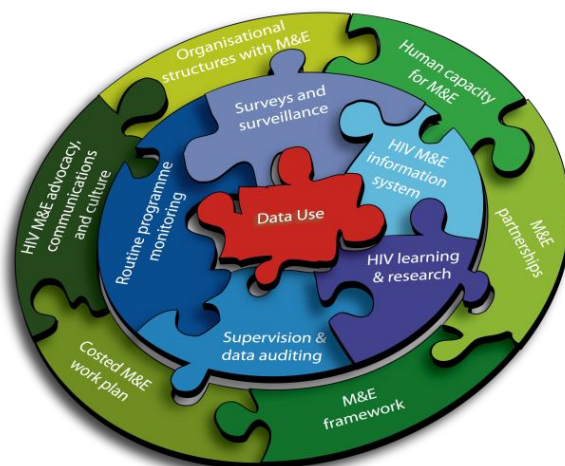 Organisational
structures with M&E
Human capacity
for M&E
M&E
partnerships
M&E
framework
Costed M&E
work plan
HIV M&E advocacy,
communications
and culture
Surveys and
surveillance
HIV M&E
information
system
HIV learning
& research
Supervision &
data auditing
Routine programme
monitoring
Data Use